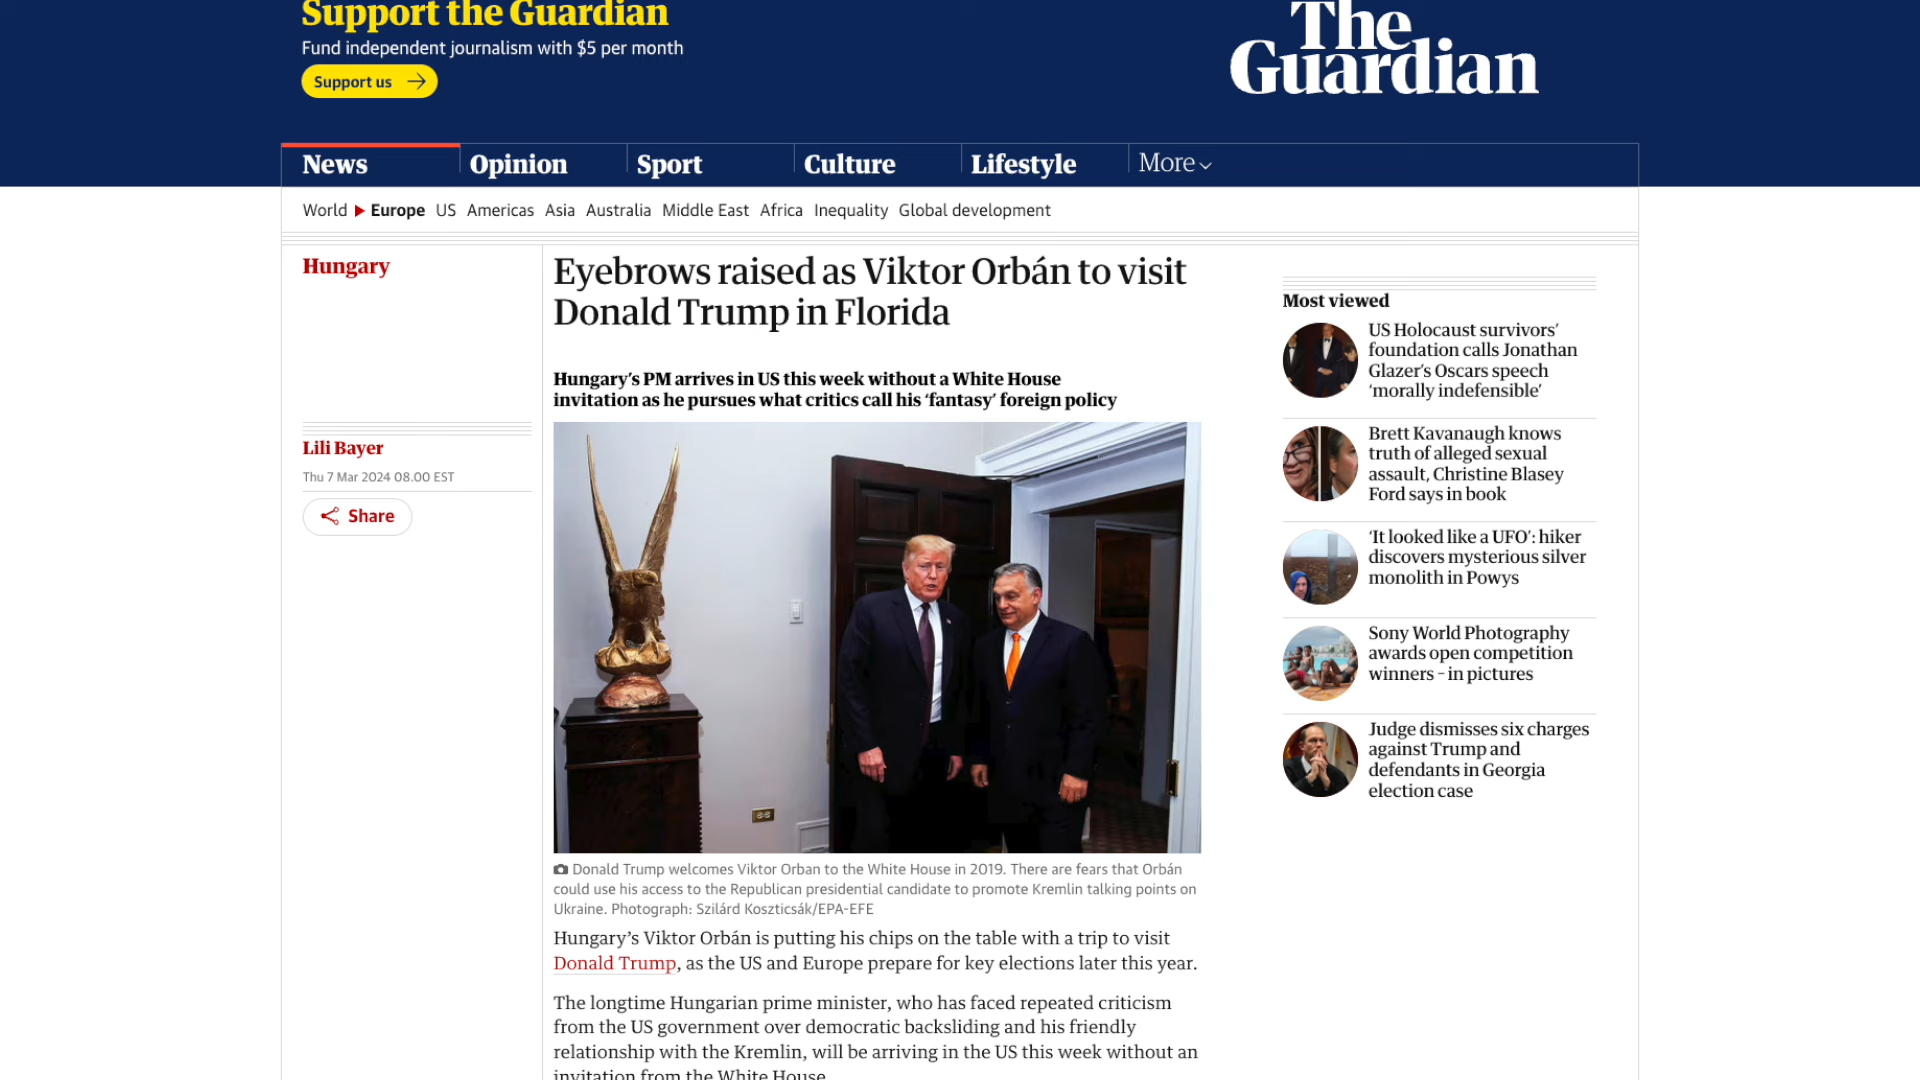 Support the Guardian
Fund independent journalism with $5 per month
Support us
The
Guardian
News
Opinion
Sport
Culture
Lifestyle
More
World
Europe
US
Americas
Asia
Australia
Middle East
Africa
Inequality
Global development
Hungary
Lili Bayer
Thu 7 Mar 2024 08.00 EST
Share
Eyebrows raised as Viktor Orbán to visit
Donald Trump in Florida
Hungary’s PM arrives in US this week without a White House
invitation as he pursues what critics call his ‘fantasy’ foreign policy
Donald Trump welcomes Viktor Orban to the White House in 2019. There are fears that Orbán
could use his access to the Republican presidential candidate to promote Kremlin talking points on
Ukraine. Photograph: Szilárd Koszticsák/EPA-EFE
Hungary’s Viktor Orbán is putting his chips on the table with a trip to visit
Donald Trump, as the US and Europe prepare for key elections later this year.
The longtime Hungarian prime minister, who has faced repeated criticism
from the US government over democratic backsliding and his friendly
relationship with the Kremlin, will be arriving in the US this week without an
invitation from the White House.
Most viewed
US Holocaust survivors’
foundation calls Jonathan
Glazer’s Oscars speech
‘morally indefensible’
Brett Kavanaugh knows
truth of alleged sexual
assault, Christine Blasey
Ford says in book
‘It looked like a UFO’: hiker
discovers mysterious silver
monolith in Powys
Sony World Photography
awards open competition
winners – in pictures
Judge dismisses six charges
against Trump and
defendants in Georgia
election case